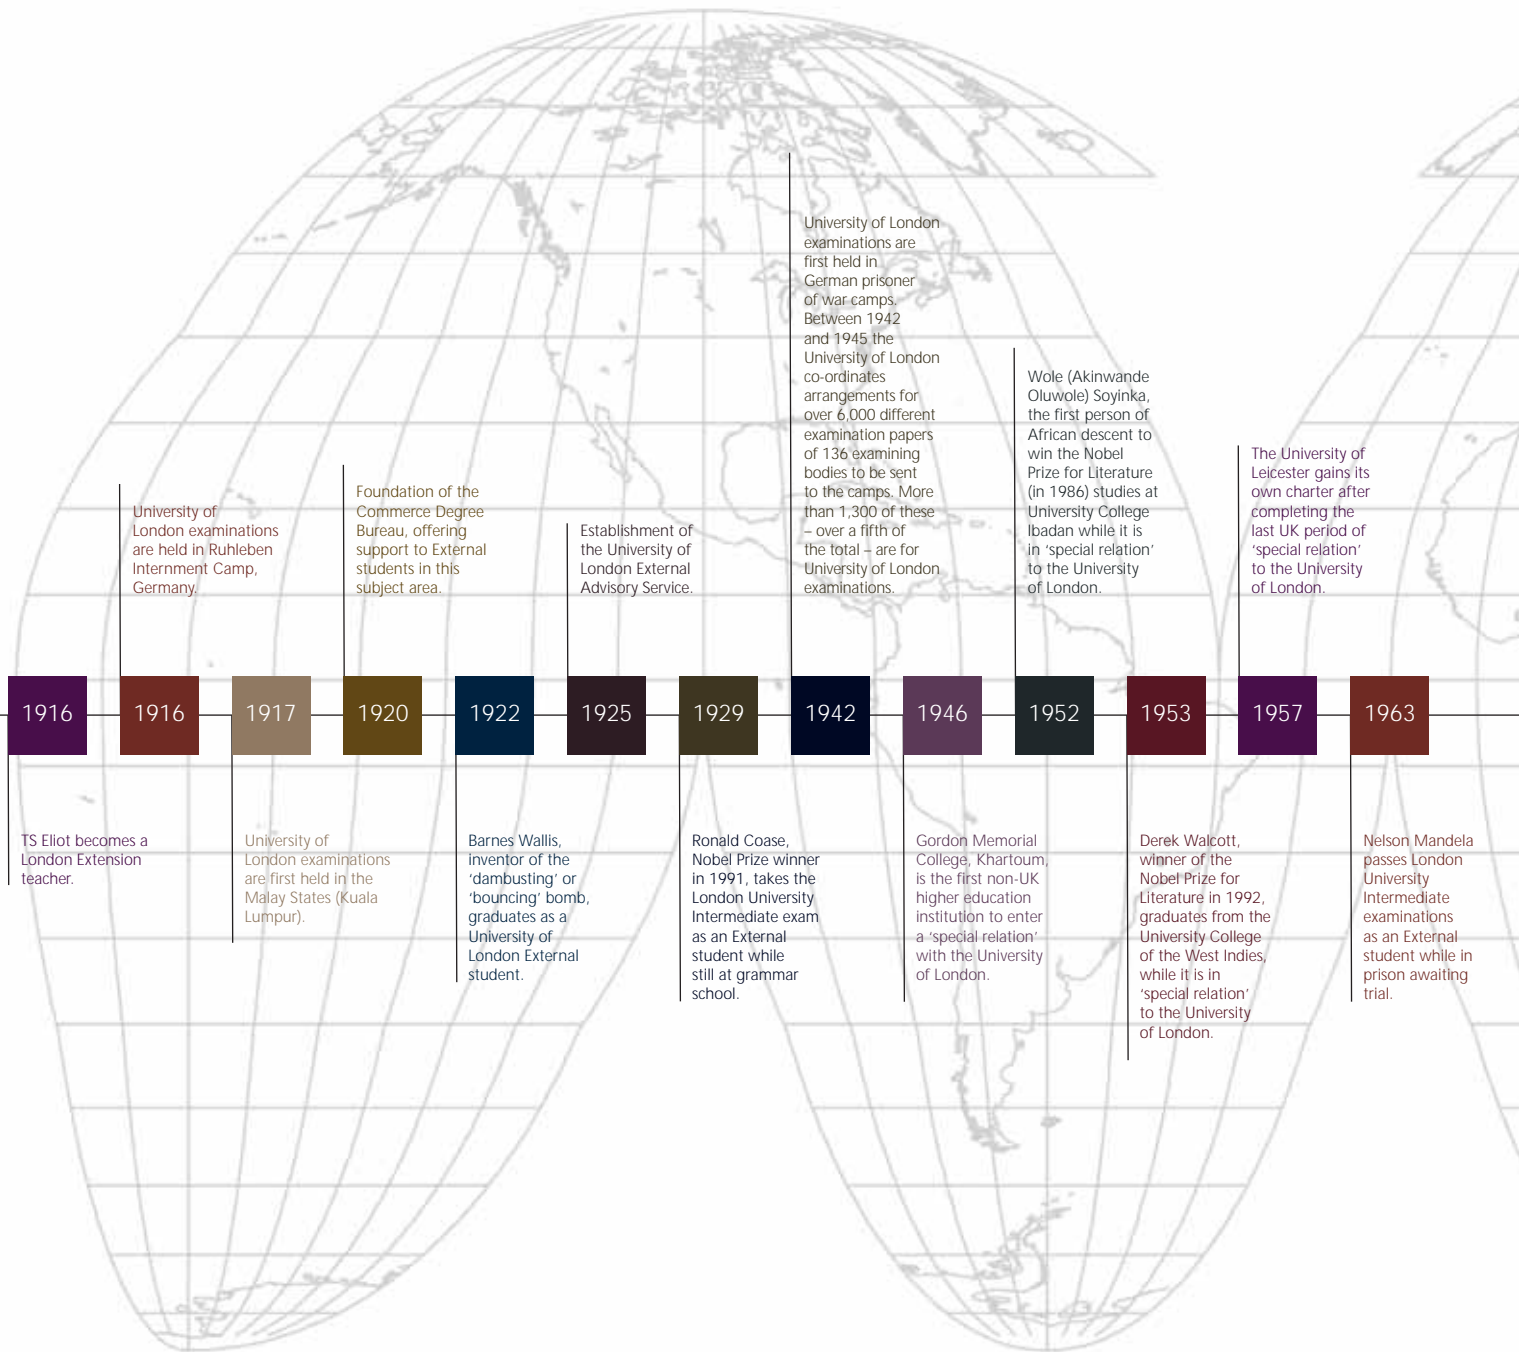 University of London
examinations are
first held in
German prisoner
of war camps.
Between 1942
and 1945 the
University of London
co-ordinates
arrangements for
over 6,000 different
examination papers
of 136 examining
bodies to be sent
to the camps. More
than 1,300 of these
– over a fifth of
the total – are for
University of London
examinations.
Wole (Akinwande
Oluwole) Soyinka,
the first person of
African descent to
win the Nobel
Prize for Literature
(in 1986) studies at
University College
Ibadan while it is
in ‘special relation’
to the University
of London.
The University of
Leicester gains its
own charter after
completing the
last UK period of
‘special relation’
to the University
of London.
University of
London examinations
are held in Ruhleben
Internment Camp,
Germany.
Foundation of the
Commerce Degree
Bureau, offering
support to External
students in this
subject area.
Establishment of
the University of
London External
Advisory Service.
1916
1916
1917
1920
1922
1925
1929
1942
1946
1952
1953
1957
1963
TS Eliot becomes a
London Extension
teacher.
University of
London examinations
are first held in the
Malay States (Kuala
Lumpur).
Barnes Wallis,
inventor of the
‘dambusting’ or
‘bouncing’ bomb,
graduates as a
University of
London External
student.
Ronald Coase,
Nobel Prize winner
in 1991, takes the
London University
Intermediate exam
as an External
student while
still at grammar
school.
Gordon Memorial
College, Khartoum,
is the first non-UK
higher education
institution to enter
a ‘special relation’
with the University
of London.
Derek Walcott,
winner of the
Nobel Prize for
Literature in 1992,
graduates from the
University College
of the West Indies,
while it is in
‘special relation’
to the University
of London.
Nelson Mandela
passes London
University
Intermediate
examinations
as an External
student while in
prison awaiting
trial.